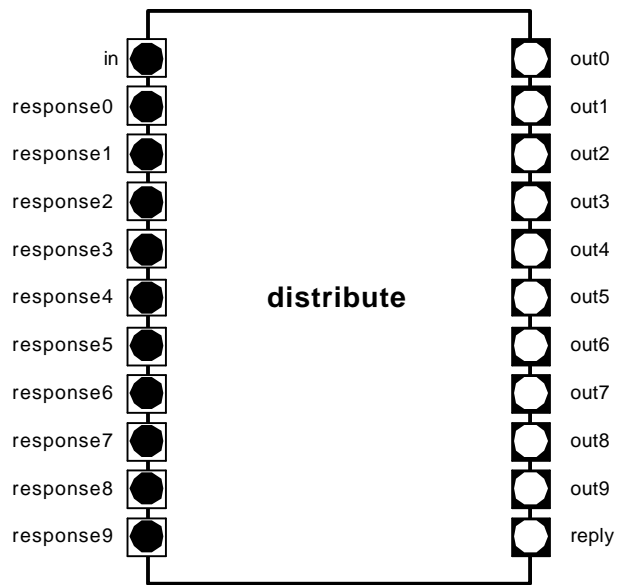 in
response0
response1
response2
response3
response4
response5
response6
response7
response8
response9
distribute
out0
out1
out2
out3
out4
out5
out6
out7
out8
out9
reply